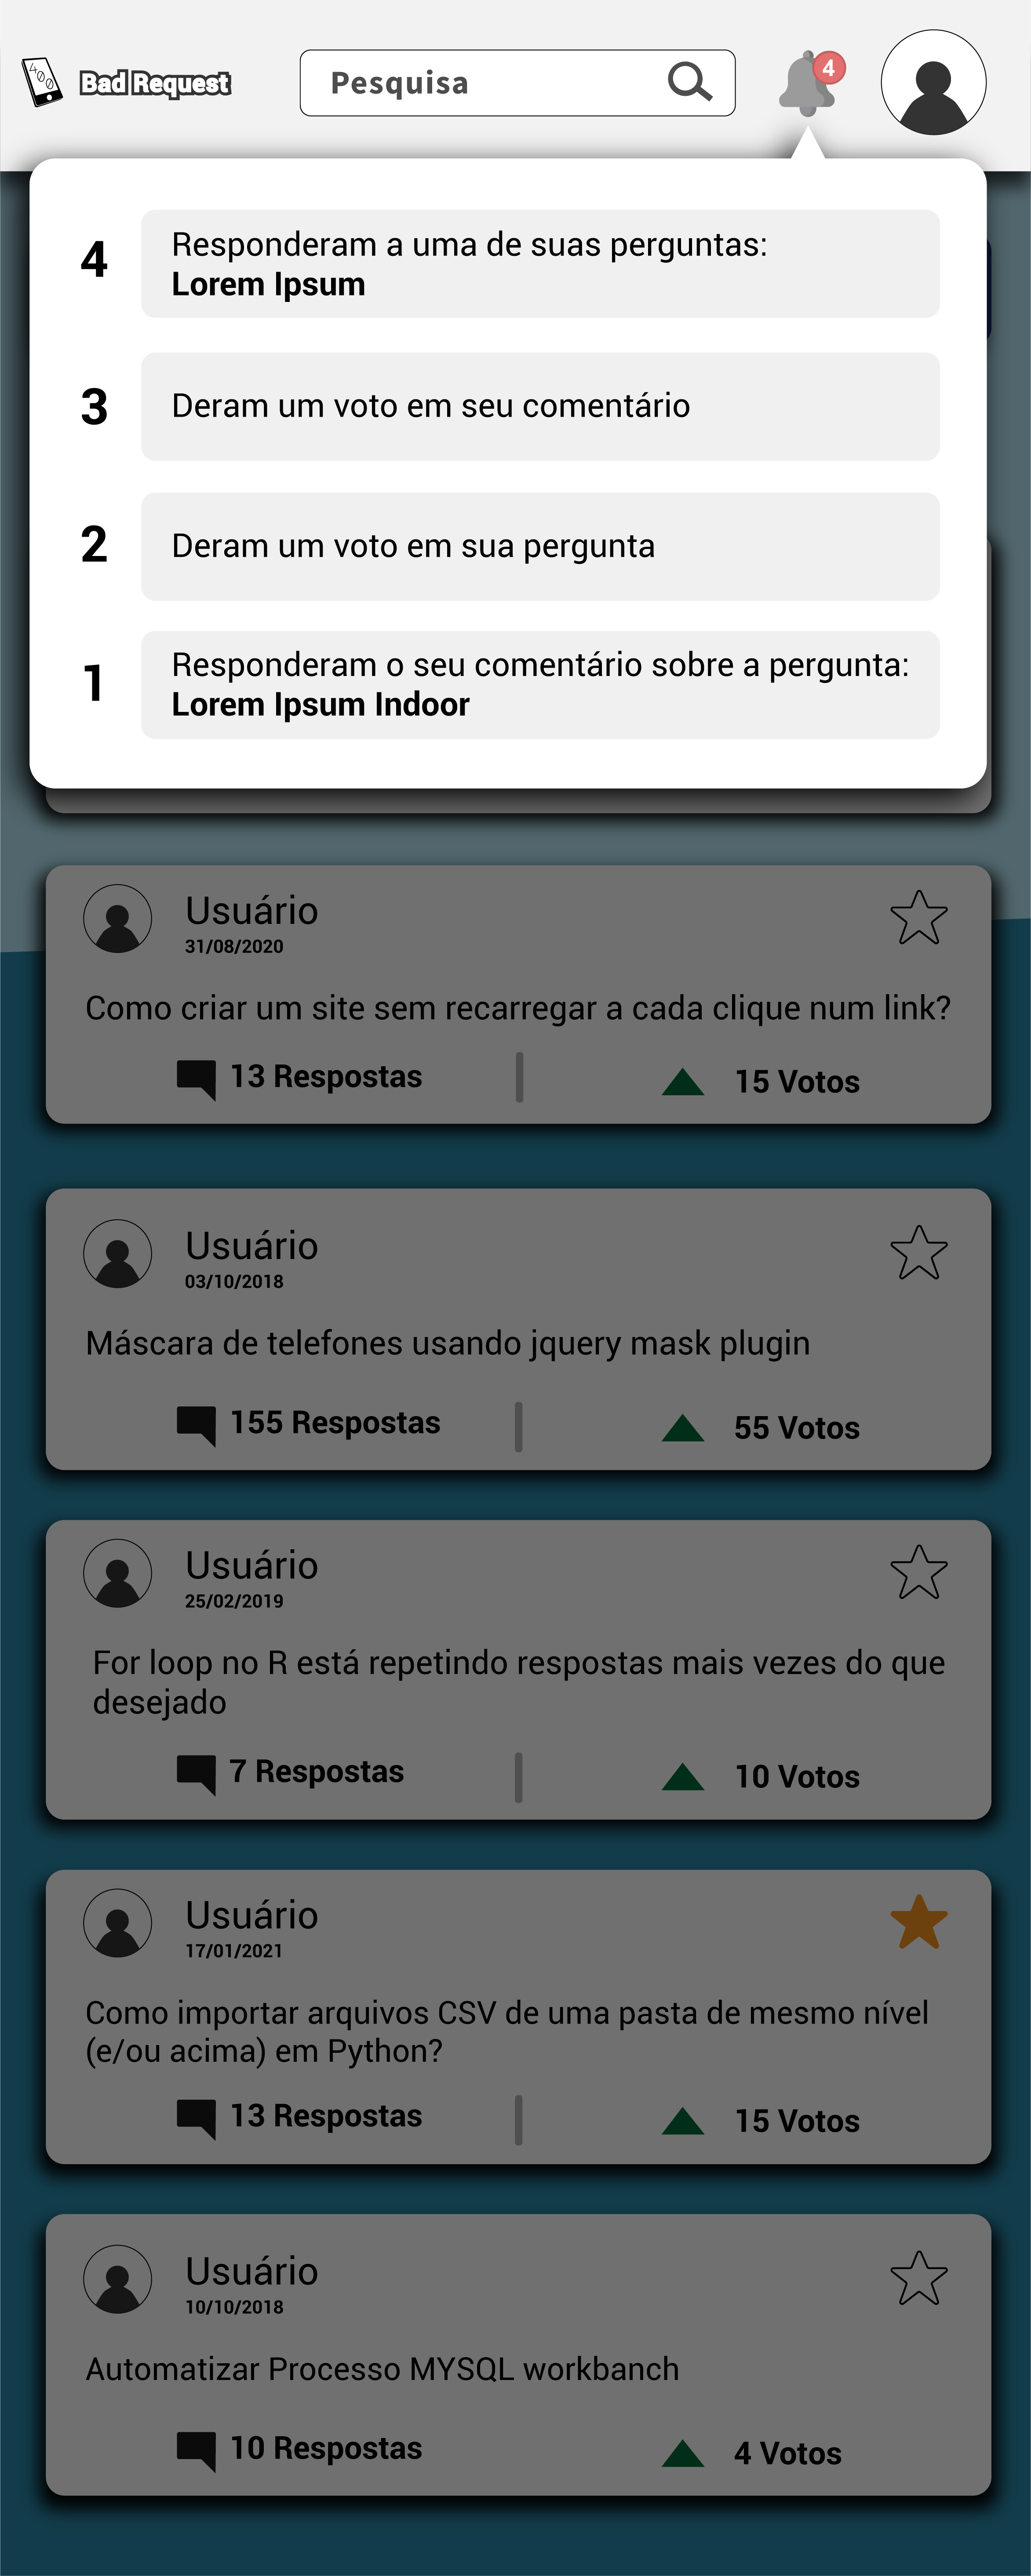 400
Bad Request
Pesquisa
4
4
Responderam a uma de suas perguntas:
Lorem Ipsum
3
Deram um voto em seu comentário
2
Deram um voto em sua pergunta
1
Responderam o seu comentário sobre a pergunta:
Lorem Ipsum Indoor
Usuário
31/08/2020
Como criar um site sem recarregar a cada clique num link?
13 Respostas
15 Votos
Usuário
03/10/2018
Máscara de telefones usando jquery mask plugin
155 Respostas
55 Votos
Usuário
25/02/2019
For loop no R está repetindo respostas mais vezes do que
desejado
7 Respostas
10 Votos
Usuário
17/01/2021
Como importar arquivos CSV de uma pasta de mesmo nível
(e/ou acima) em Python?
13 Respostas
15 Votos
Usuário
10/10/2018
Automatizar Processo MYSQL workbanch
10 Respostas
4 Votos